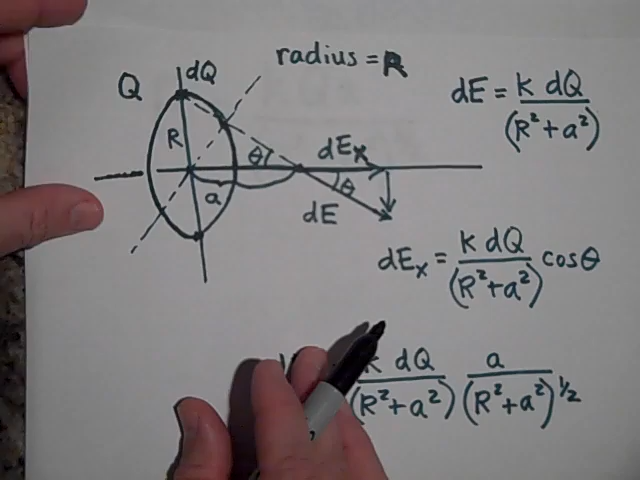 radius = R
Q
dQ
R
θ
dEx
a
θ
dE
dE = k dQ / (R² + a²)
dEx = k dQ / (R² + a²) cosθ
k dQ / (R² + a²) a / (R² + a²)^½